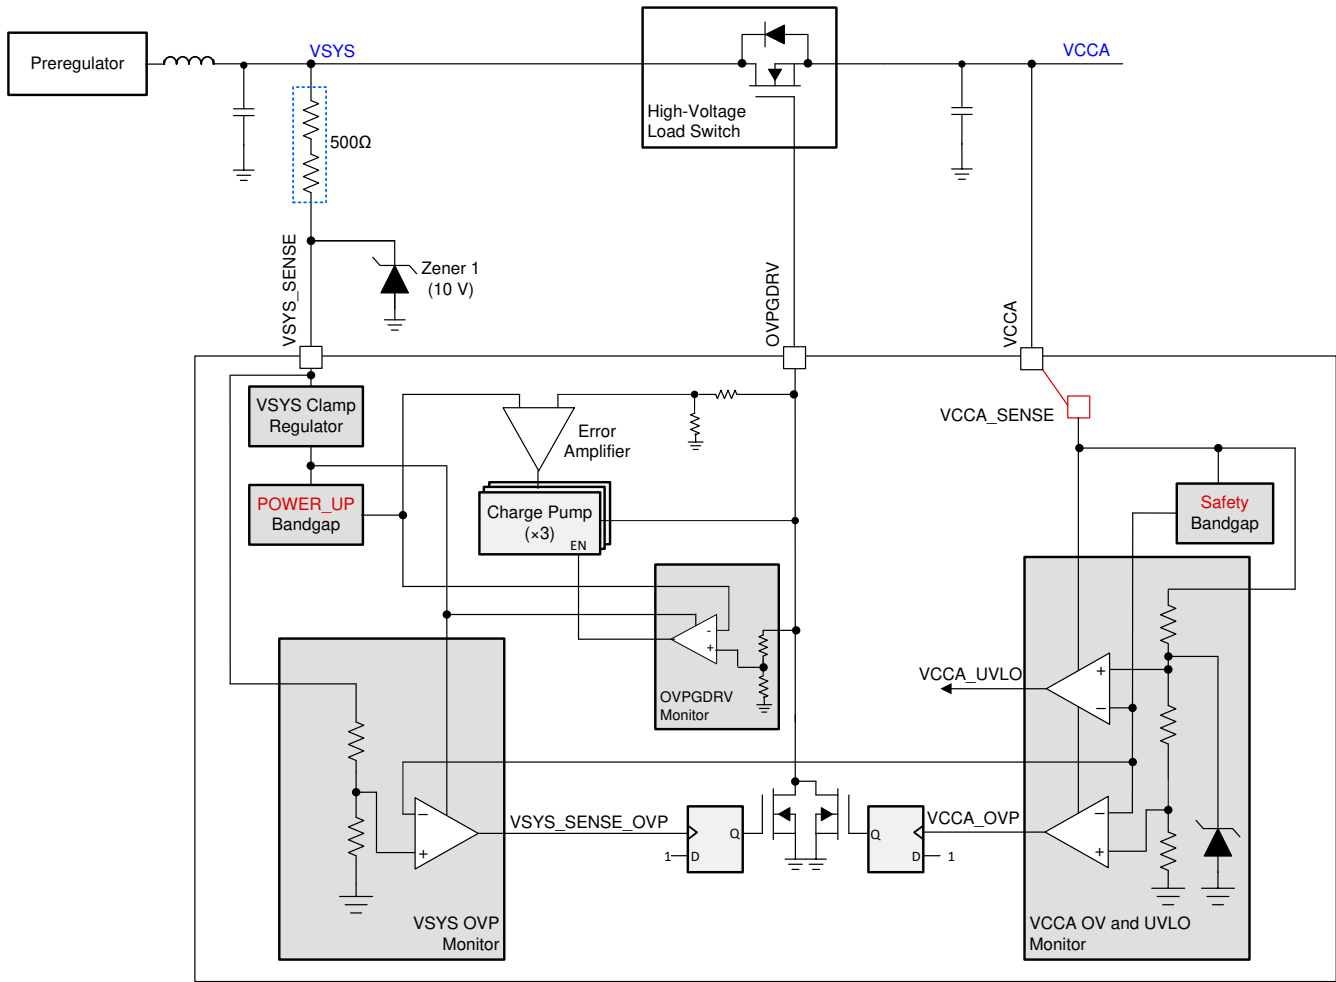 Preregulator
VSYS
VCCA
High-Voltage
Load Switch
500Ω
Zener 1
(10 V)
VSYS_SENSE
OVPGDRV
VCCA
VSYS Clamp
Regulator
Error
Amplifier
VCCA_SENSE
POWER_UP
Bandgap
Charge Pump
(×3)
EN
Safety
Bandgap
-
+
OVPGDRV
Monitor
VCCA_UVLO
+
−
−
+
VSYS_SENSE_OVP
Q
1
D
Q
D
1
VCCA_OVP
−
+
VSYS OVP
Monitor
VCCA OV and UVLO
Monitor